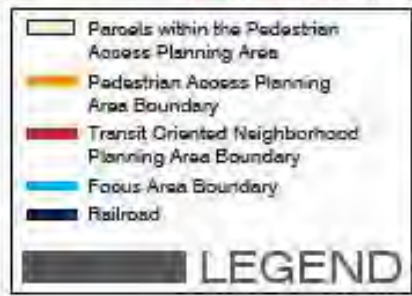 Parcels within the Pedestrian
Access Planning Area
Pedestrian Access Planning
Area Boundary
Transit Oriented Neighborhood
Planning Area Boundary
Focus Area Boundary
Railroad
LEGEND